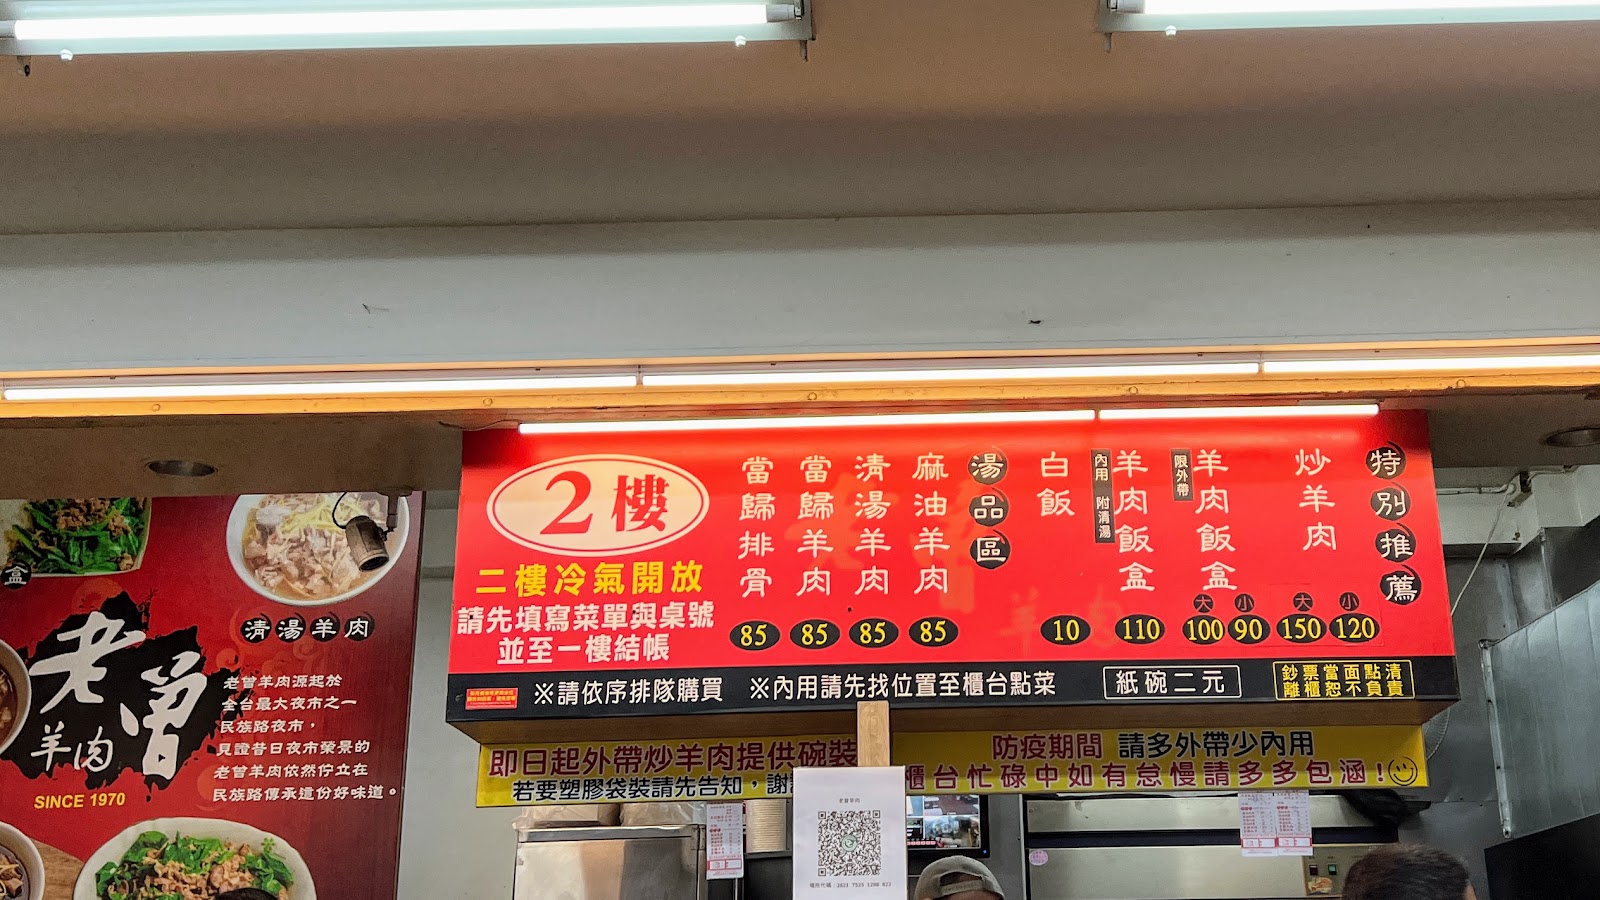 2樓
二樓冷氣開放
請先填寫菜單與桌號
並至一樓結帳
特別推薦
炒羊肉
大 150
小 120
羊肉飯盒
限外帶
大 100
小 90
羊肉飯盒
內用 附清湯
110
白飯
10
湯品區
麻油羊肉
85
清湯羊肉
85
當歸羊肉
85
當歸排骨
85
※請依序排隊購買
※內用請先找位置至櫃台點菜
紙碗二元
鈔票當面點清
離櫃恕不負責
即日起外帶炒羊肉提供碗裝
若要塑膠袋裝請先告知，謝
防疫期間 請多外帶少內用
櫃台忙碌中如有怠慢請多多包涵！
盒
清湯羊肉
老曾
羊肉
SINCE 1970
老曾羊肉源起於
全台最大夜市之一
民族路夜市，
見證昔日夜市榮景的
老曾羊肉依然佇立在
民族路傳承這份好味道。
老曾羊肉